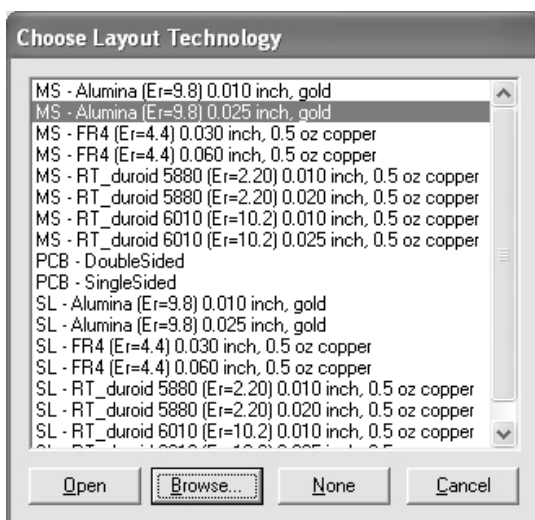 Choose Layout Technology
MS - Alumina (Er=9.8) 0.010 inch, gold
MS - Alumina (Er=9.8) 0.025 inch, gold
MS - FR4 (Er=4.4) 0.030 inch, 0.5 oz copper
MS - FR4 (Er=4.4) 0.060 inch, 0.5 oz copper
MS - RT_duroid 5880 (Er=2.20) 0.010 inch, 0.5 oz copper
MS - RT_duroid 5880 (Er=2.20) 0.020 inch, 0.5 oz copper
MS - RT_duroid 6010 (Er=10.2) 0.010 inch, 0.5 oz copper
MS - RT_duroid 6010 (Er=10.2) 0.025 inch, 0.5 oz copper
PCB - DoubleSided
PCB - SingleSided
SL - Alumina (Er=9.8) 0.010 inch, gold
SL - Alumina (Er=9.8) 0.025 inch, gold
SL - FR4 (Er=4.4) 0.030 inch, 0.5 oz copper
SL - FR4 (Er=4.4) 0.060 inch, 0.5 oz copper
SL - RT_duroid 5880 (Er=2.20) 0.010 inch, 0.5 oz copper
SL - RT_duroid 5880 (Er=2.20) 0.020 inch, 0.5 oz copper
SL - RT_duroid 6010 (Er=10.2) 0.010 inch, 0.5 oz copper
Open Browse... None Cancel